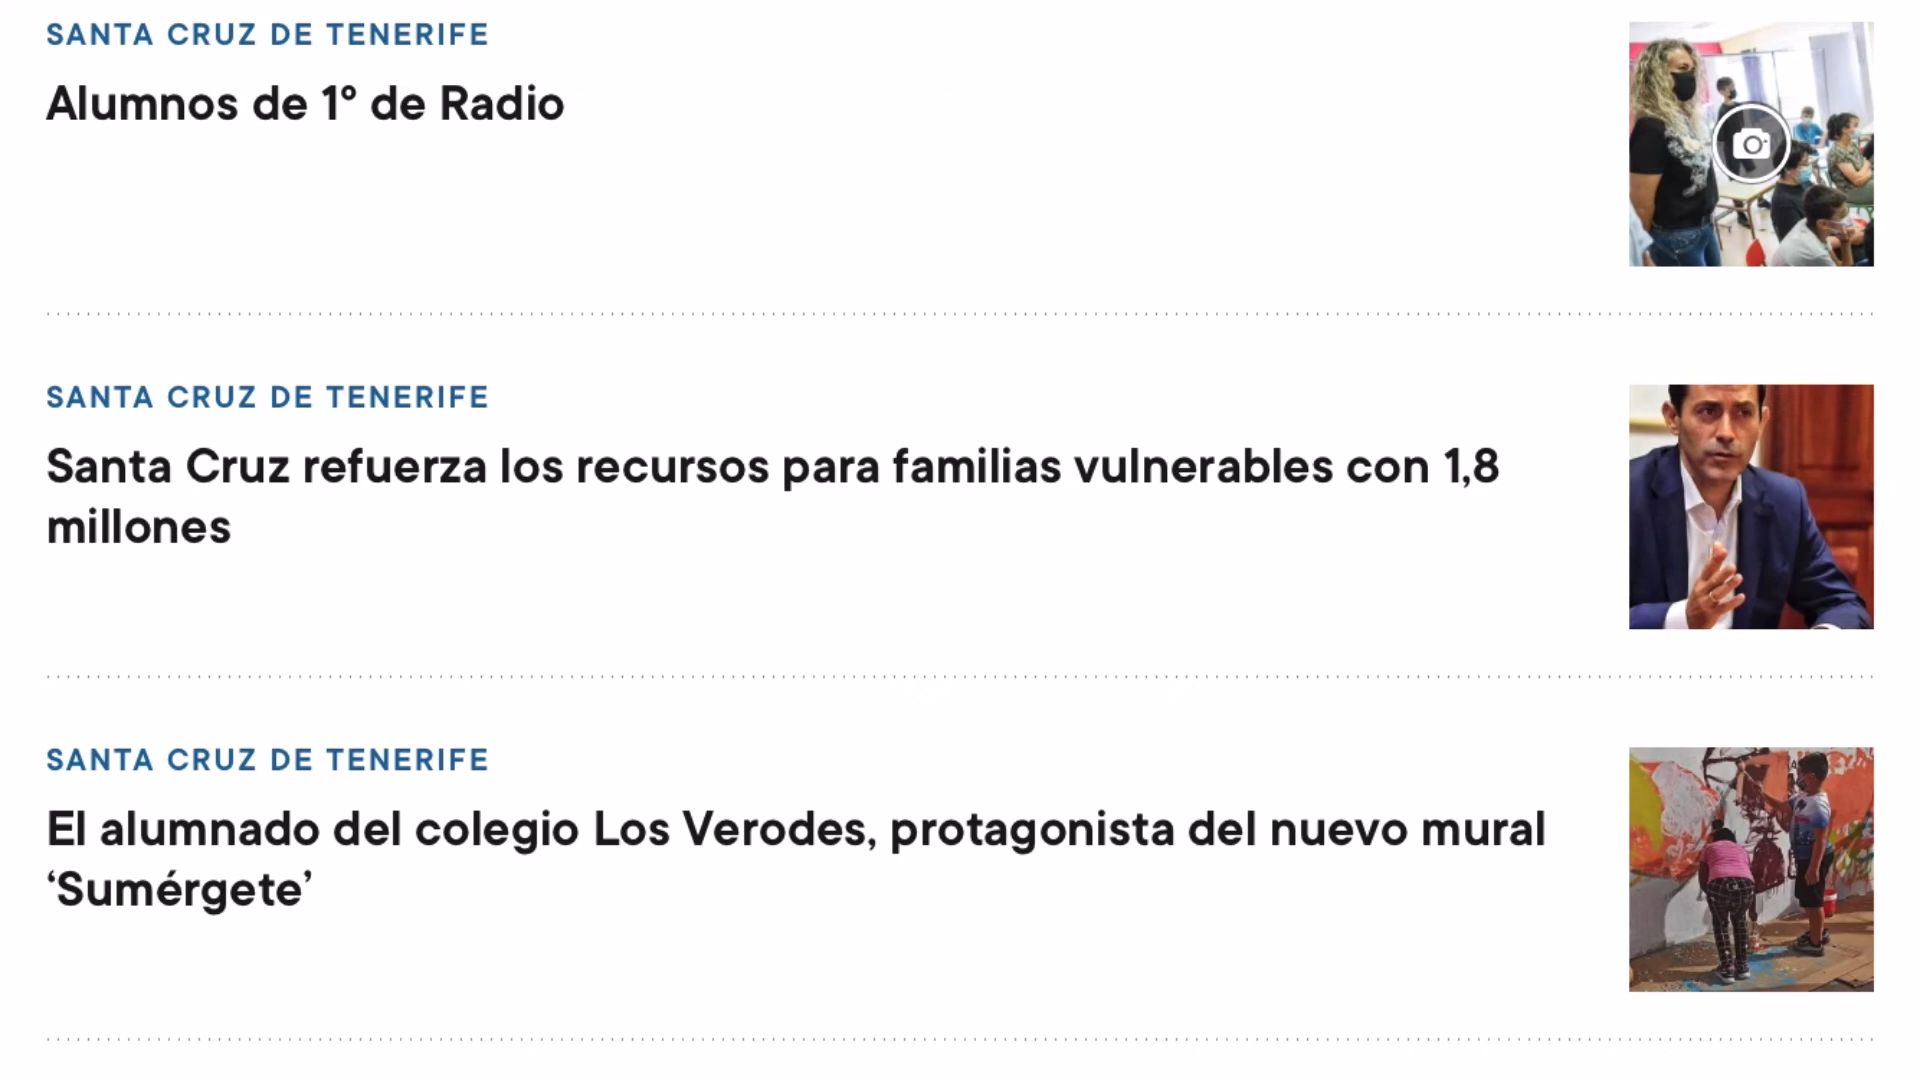 SANTA CRUZ DE TENERIFE
Alumnos de 1º de Radio
SANTA CRUZ DE TENERIFE
Santa Cruz refuerza los recursos para familias vulnerables con 1,8
millones
SANTA CRUZ DE TENERIFE
El alumnado del colegio Los Verodes, protagonista del nuevo mural
‘Sumérgete’